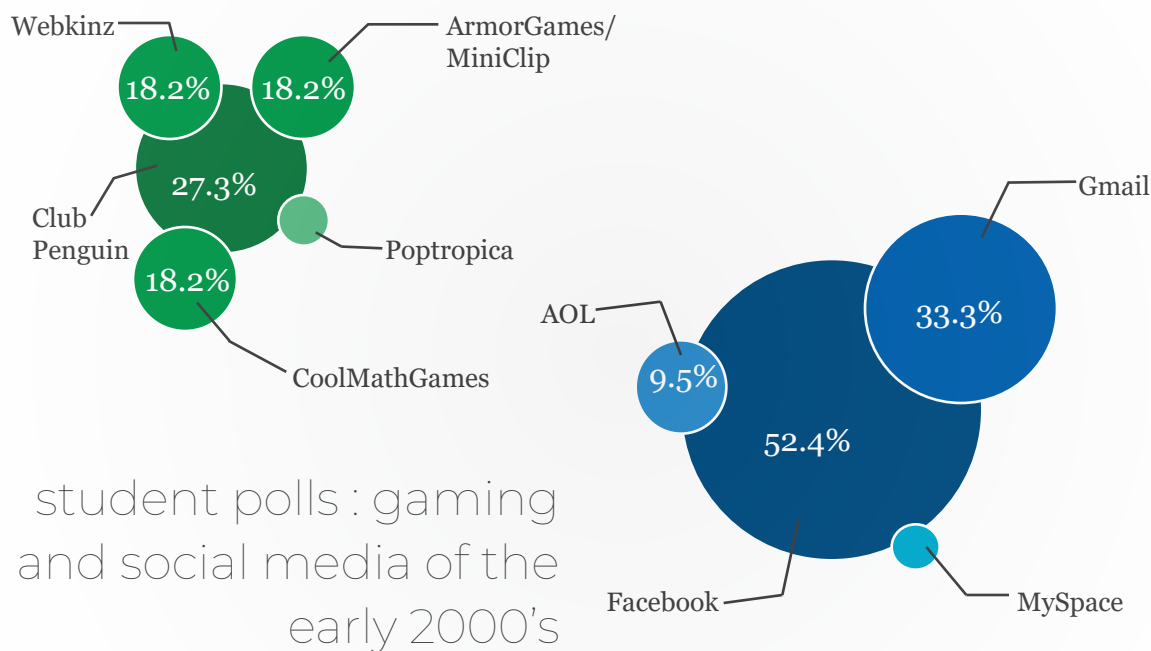 Webkinz
ArmorGames/
MiniClip
18.2%
18.2%
27.3%
Club
Penguin
Poptropica
18.2%
CoolMathGames
Gmail
AOL
33.3%
9.5%
52.4%
Facebook
MySpace
student polls : gaming
and social media of the
early 2000's